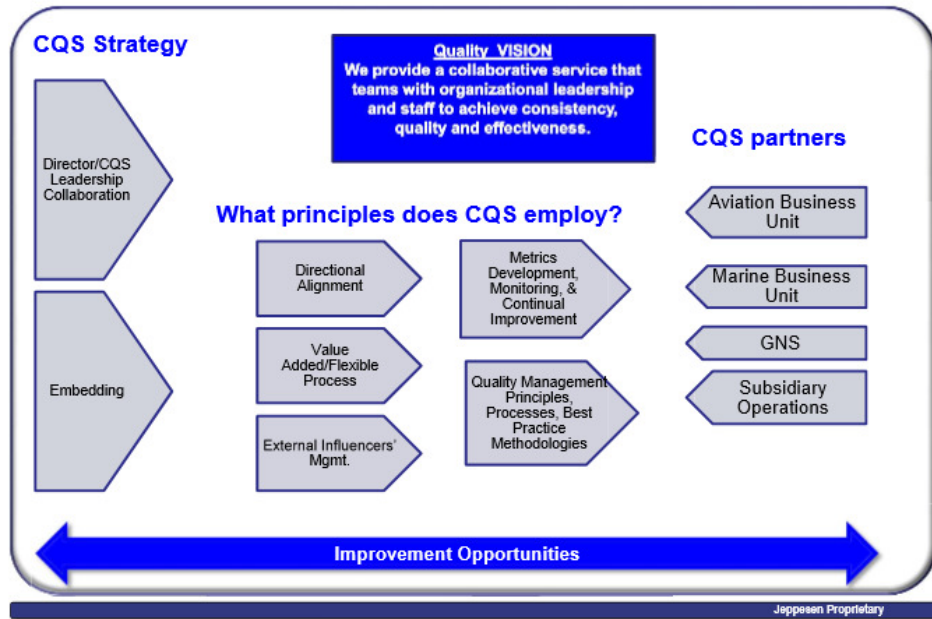 CQS Strategy
Quality VISION
We provide a collaborative service that
teams with organizational leadership
and staff to achieve consistency,
quality and effectiveness.
CQS partners
Director/CQS
Leadership
Collaboration
Embedding
What principles does CQS employ?
Directional
Alignment
Value
Added/Flexible
Process
External Influencers'
Mgmt.
Metrics
Development,
Monitoring, &
Continual
Improvement
Quality Management
Principles,
Processes, Best
Practice
Methodologies
Aviation Business
Unit
Marine Business
Unit
GNS
Subsidiary
Operations
Improvement Opportunities
Jeppesen Proprietary